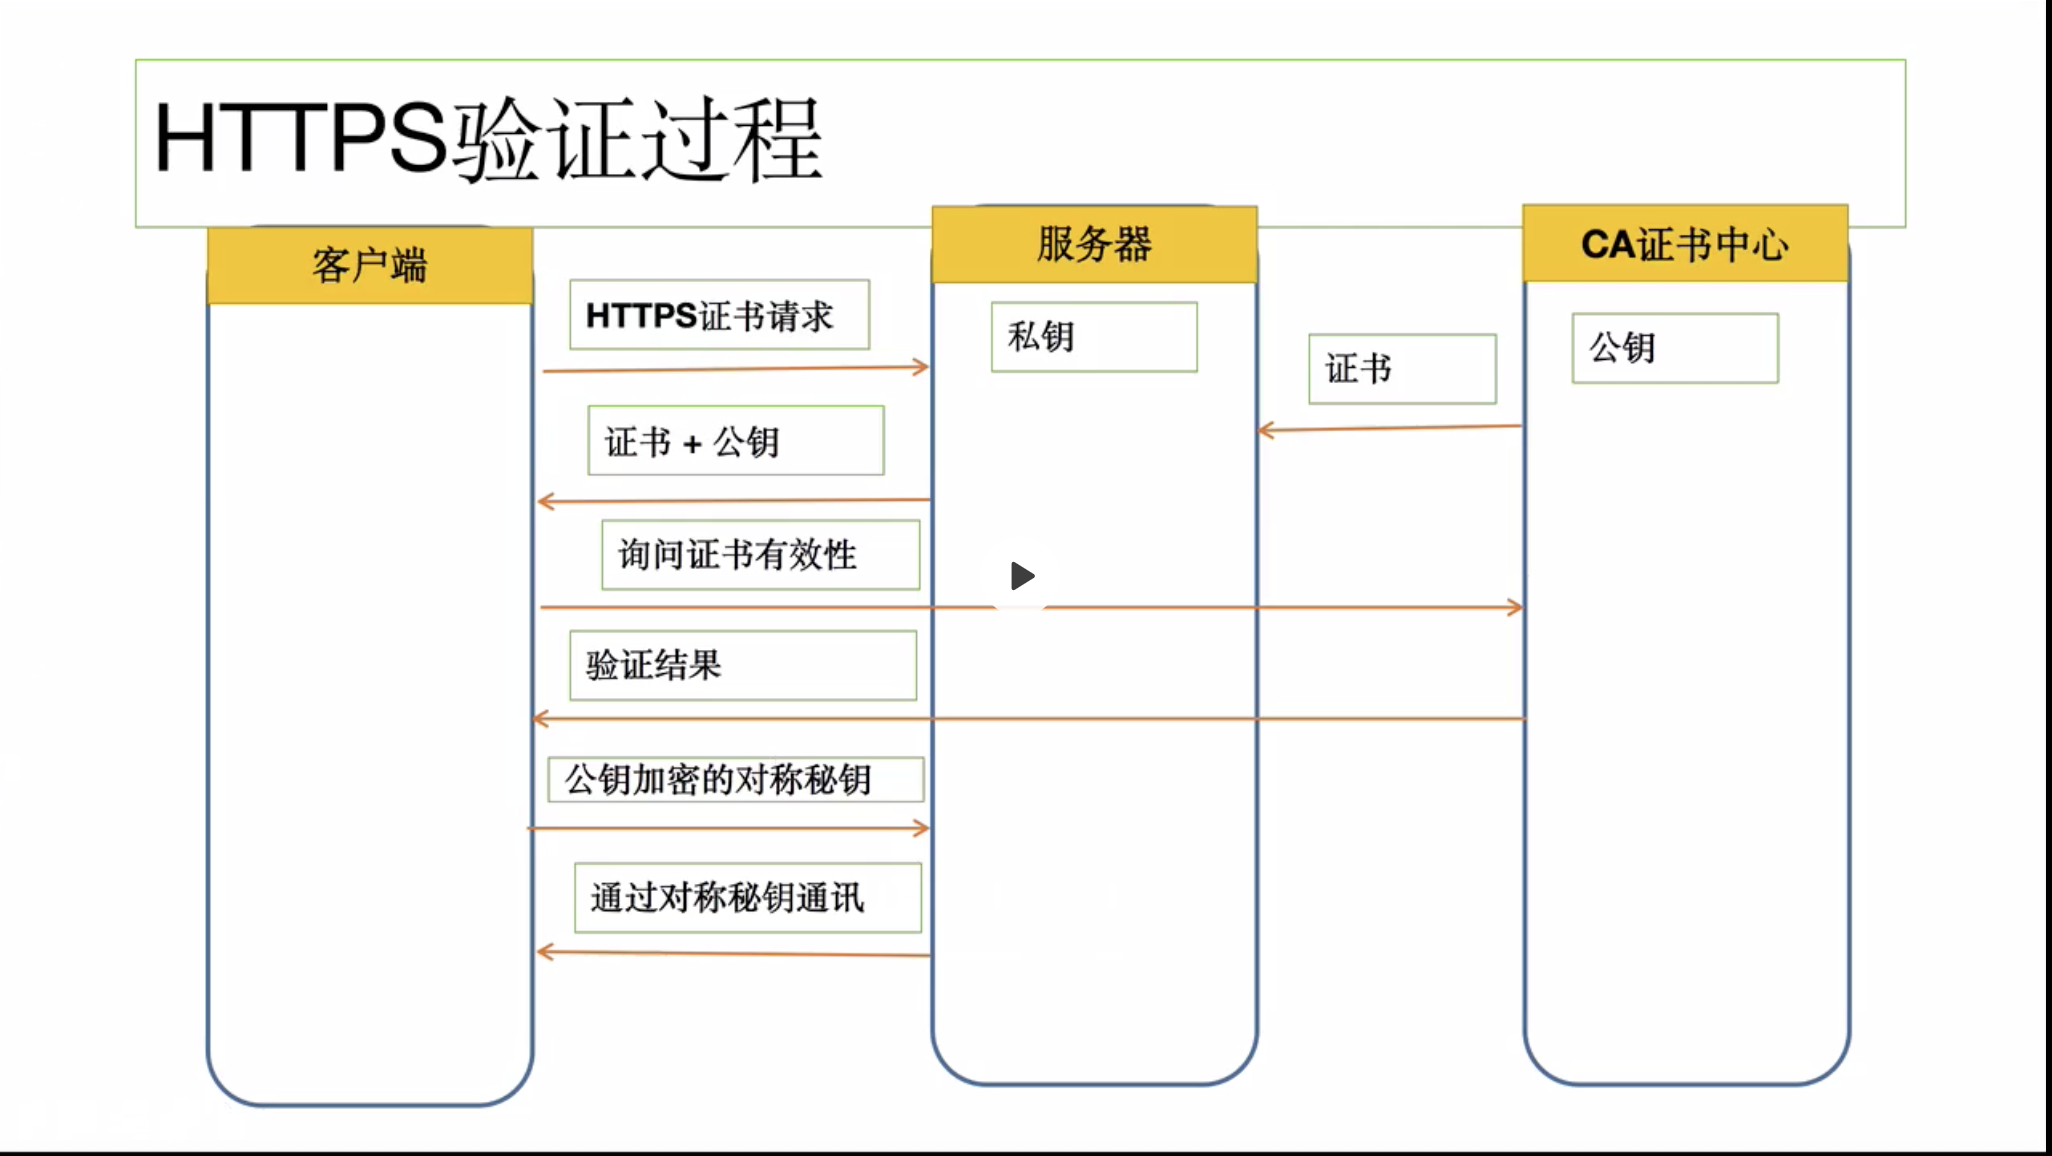 HTTPS验证过程
客户端
服务器
CA证书中心
HTTPS证书请求
私钥
证书
公钥
证书 + 公钥
询问证书有效性
验证结果
公钥加密的对称秘钥
通过对称秘钥通讯